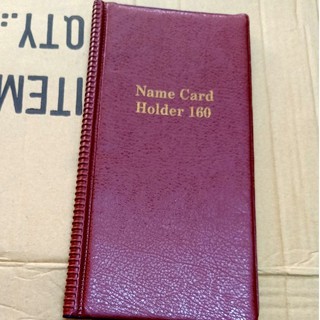 QTY..
ITEM
Name Card
Holder 160